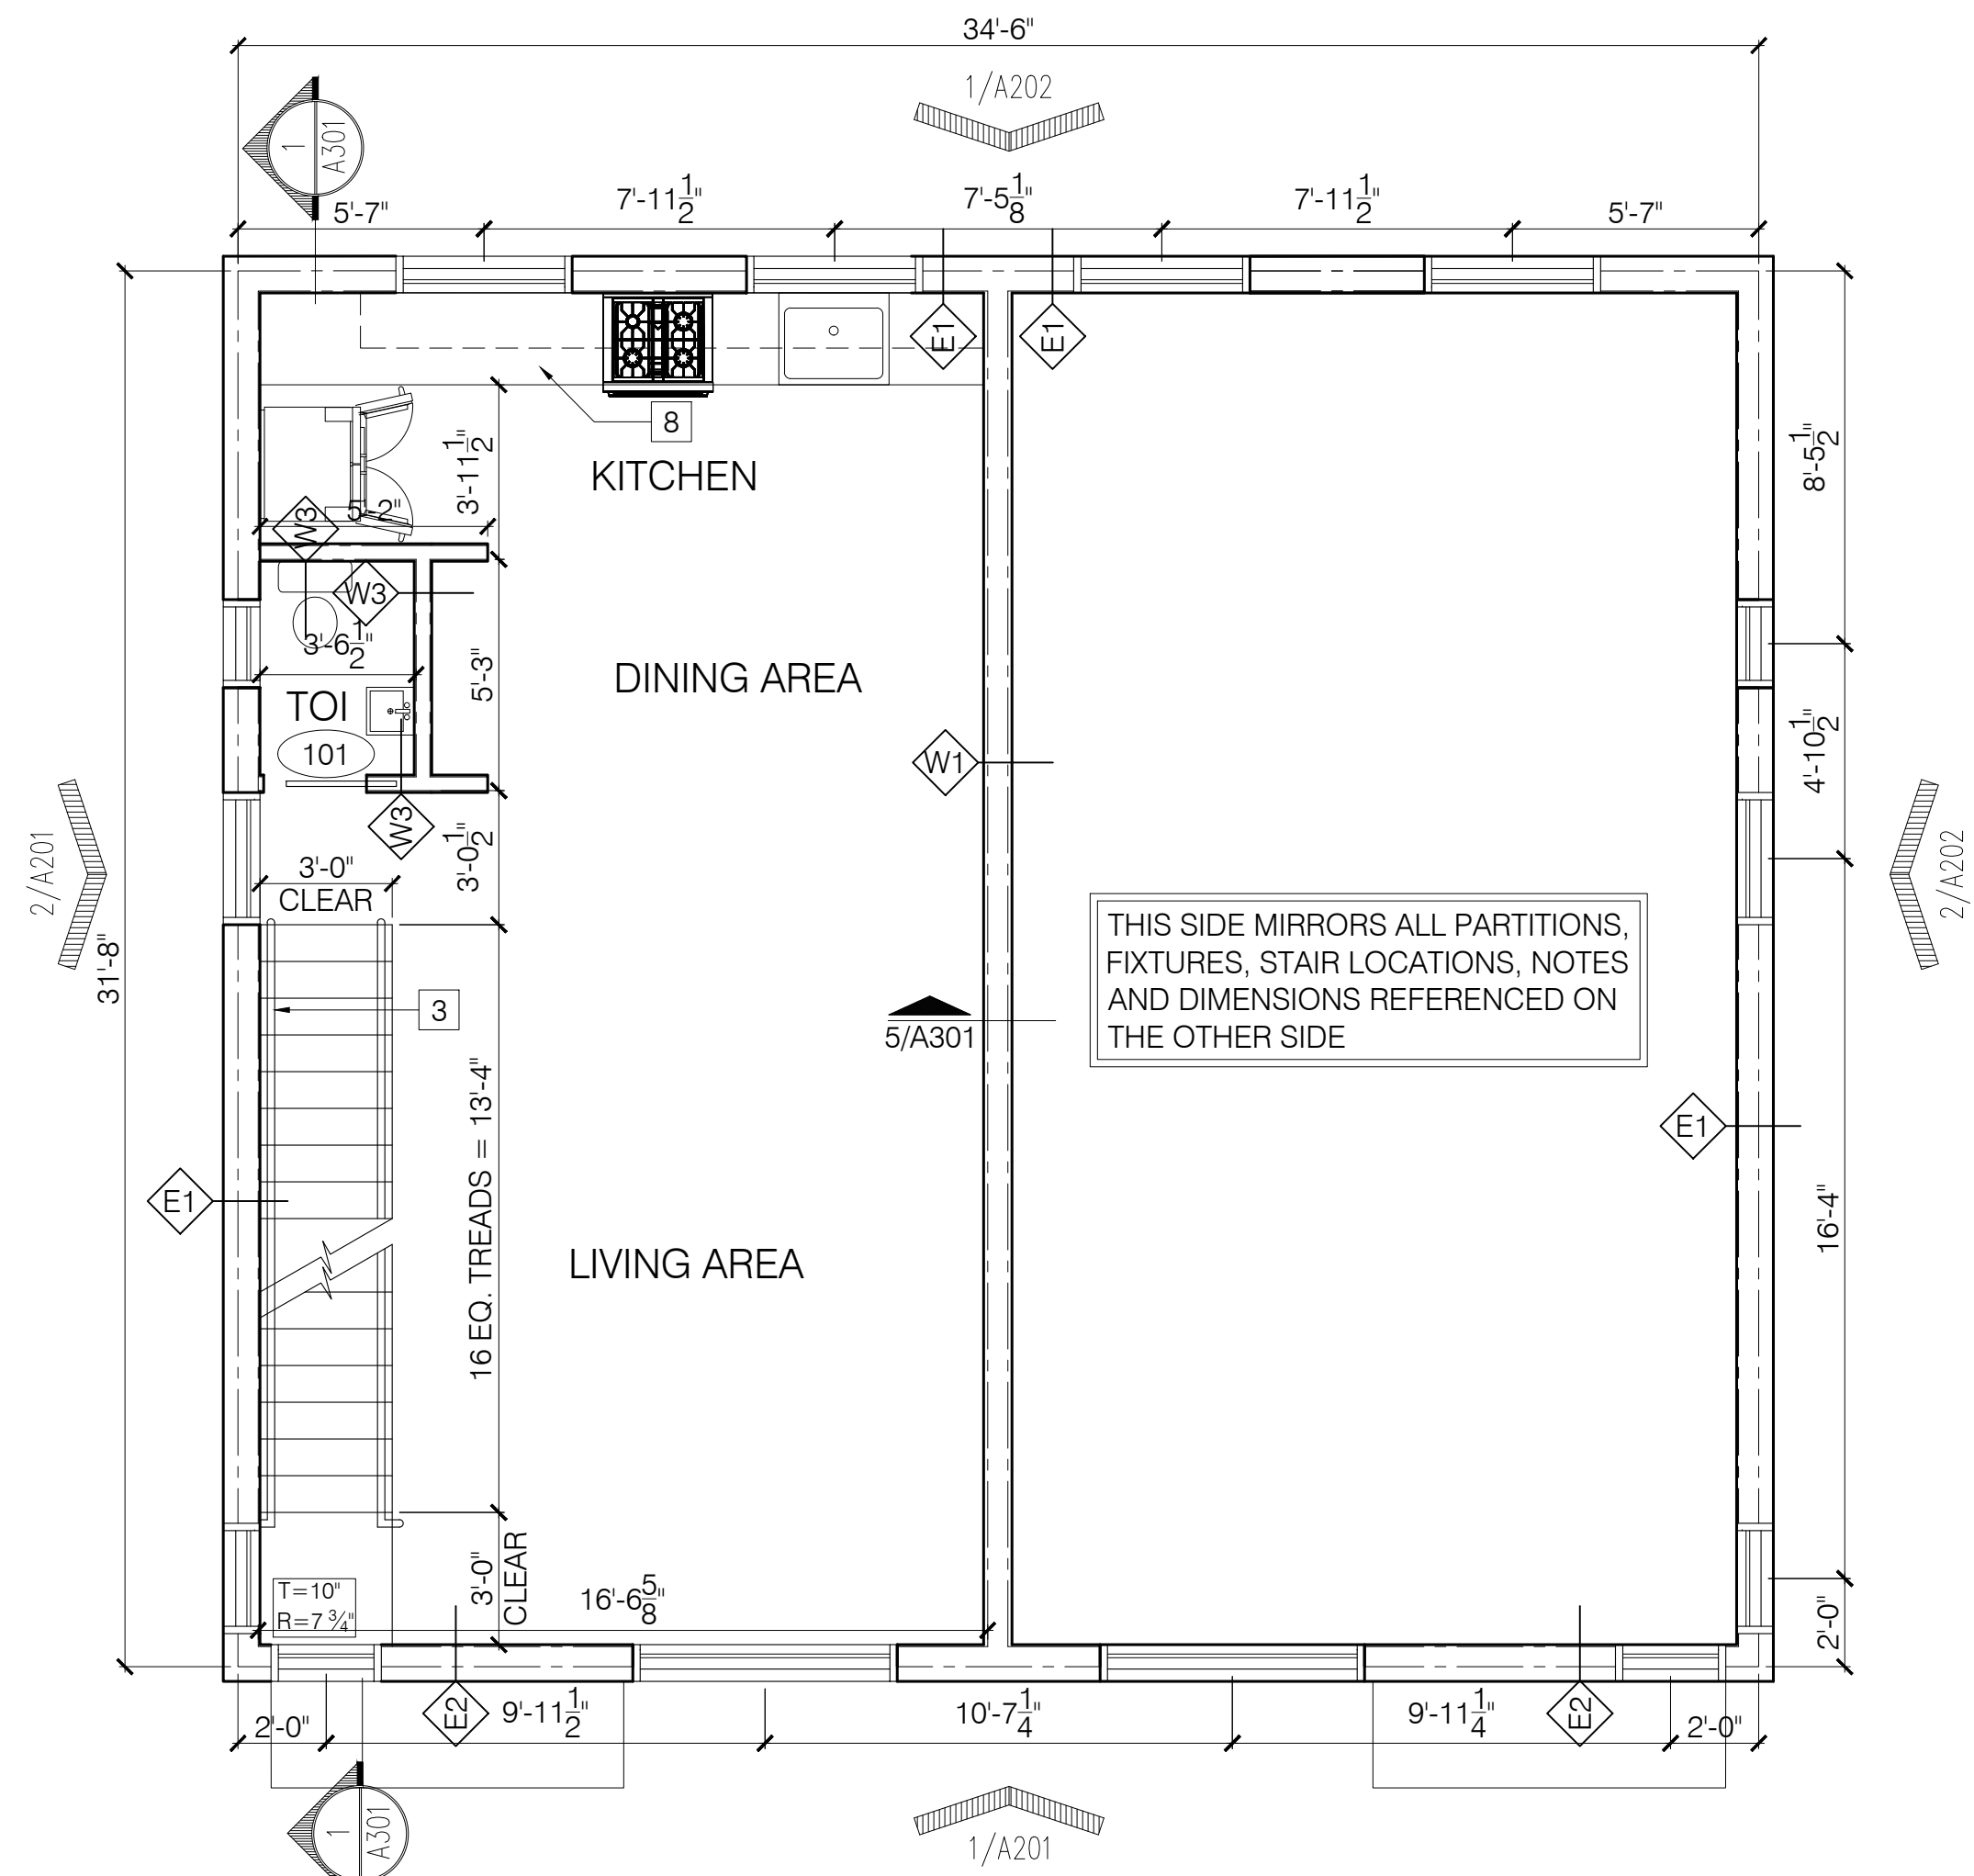 34'-6"
1/A202
1
A301
5'-7"
7'-11 1/2"
7'-5 1/8"
7'-11 1/2"
5'-7"
E1
E1
8
KITCHEN
3'-11 1/2"
8'-5 1/2"
5'-2"
W3
W3
3'-6 1/2"
5'-3"
DINING AREA
TOI
101
W1
4'-10 1/2"
W3
3'-0 1/2"
3'-0"
CLEAR
2/A201
2/A202
31'-8"
3
5/A301
THIS SIDE MIRRORS ALL PARTITIONS,
FIXTURES, STAIR LOCATIONS, NOTES
AND DIMENSIONS REFERENCED ON
THE OTHER SIDE
E1
E1
16 EQ. TREADS = 13'-4"
LIVING AREA
16'-4"
T=10"
R=7 3/4"
3'-0"
CLEAR
16'-6 5/8"
2'-0"
2'-0"
E2
9'-11 1/2"
10'-7 1/4"
9'-11 1/4"
E2
2'-0"
1
A301
1/A201